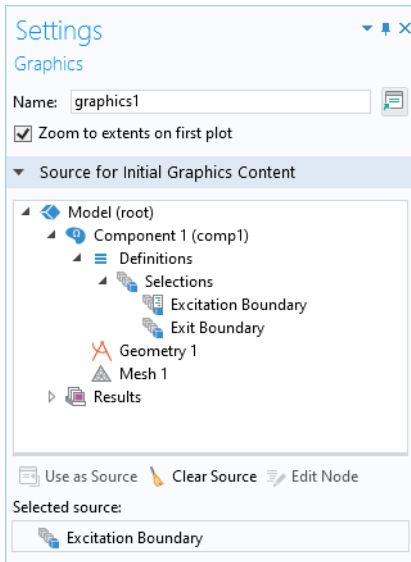 Settings
Graphics
Name: graphics1
Zoom to extents on first plot
Source for Initial Graphics Content
Model (root)
Component 1 (comp1)
Definitions
Selections
Excitation Boundary
Exit Boundary
Geometry 1
Mesh 1
Results
Use as Source Clear Source Edit Node
Selected source:
Excitation Boundary